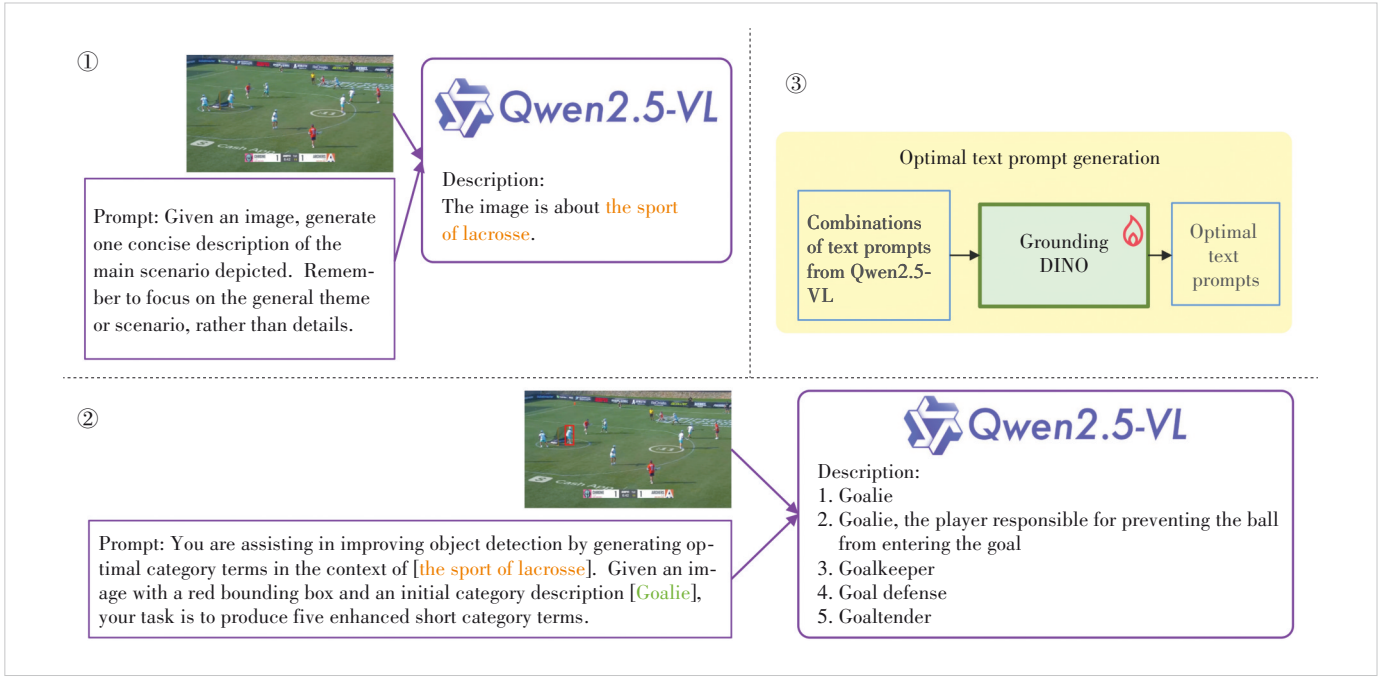 ①
Qwen2.5-VL
Description:
The image is about the sport
of lacrosse.
Cash App
1
1
Prompt: Given an image, generate
one concise description of the
main scenario depicted. Remem-
ber to focus on the general theme
or scenario, rather than details.
③
Optimal text prompt generation
Combinations
of text prompts
from Qwen2.5-
VL
Grounding
DINO
Optimal
text
prompts
②
1
1
Prompt: You are assisting in improving object detection by generating op-
timal category terms in the context of [the sport of lacrosse]. Given an im-
age with a red bounding box and an initial category description [Goalie],
your task is to produce five enhanced short category terms.
Qwen2.5-VL
Description:
1. Goalie
2. Goalie, the player responsible for preventing the ball
from entering the goal
3. Goalkeeper
4. Goal defense
5. Goaltender